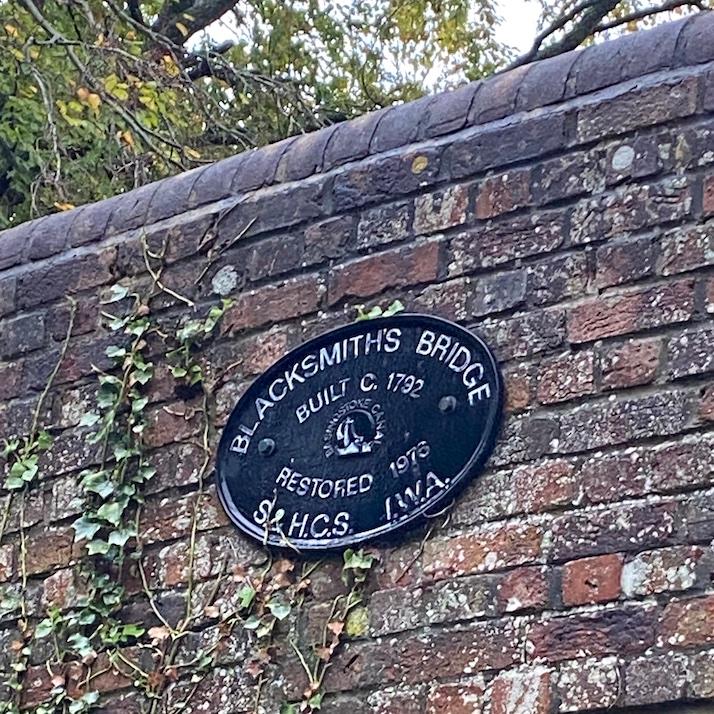 BLACKSMITH'S BRIDGE
BUILT C. 1792
BASINGSTOKE CANAL
RESTORED 1976
S& H.C.S. I.W.A.